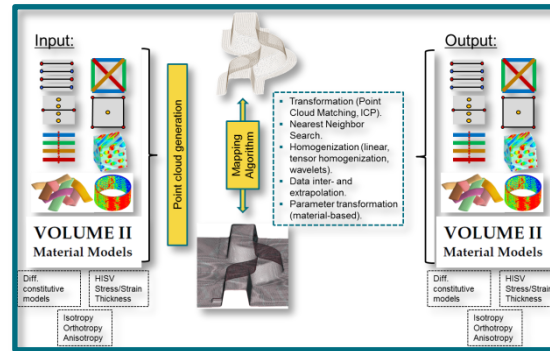 Input:
VOLUME II
Material Models
Diff.
constitutive
models
HISV
Stress/Strain
Thickness
Isotropy
Orthotropy
Anisotropy
Point cloud generation
Mapping
Algorithm
▪ Transformation (Point
Cloud Matching, ICP).
▪ Nearest Neighbor
Search.
▪ Homogenization (linear,
tensor homogenization,
wavelets).
▪ Data inter- and
extrapolation.
▪ Parameter transformation
(material-based).
Output:
VOLUME II
Material Models
Diff.
constitutive
models
HISV
Stress/Strain
Thickness
Isotropy
Orthotropy
Anisotropy